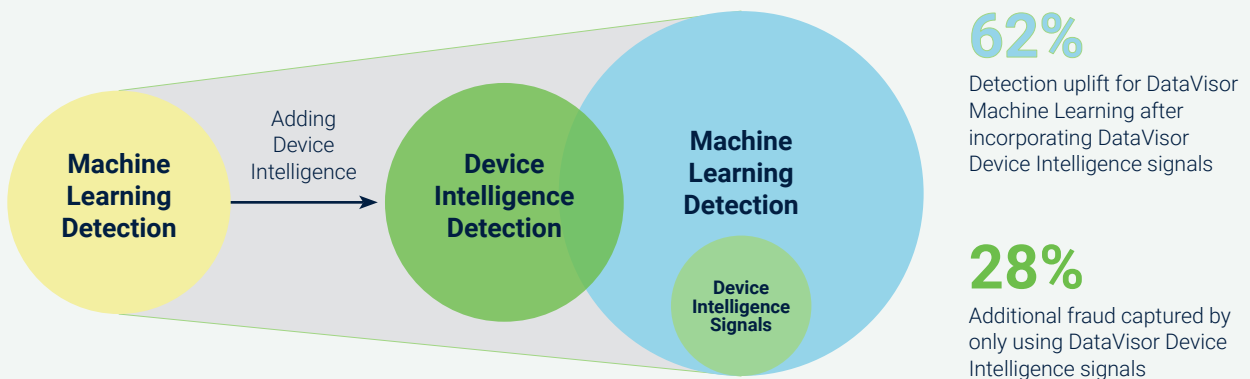 Machine
Learning
Detection
Adding
Device
Intelligence
Device
Intelligence
Detection
Machine
Learning
Detection
Device
Intelligence
Signals
62%
Detection uplift for DataVisor
Machine Learning after
incorporating DataVisor
Device Intelligence signals
28%
Additional fraud captured by
only using DataVisor Device
Intelligence signals